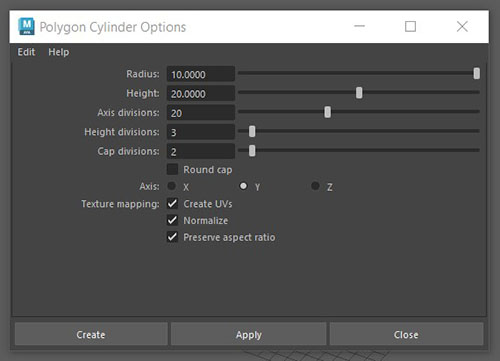 M
Polygon Cylinder Options
Edit Help
Radius: 10.0000
Height: 20.0000
Axis divisions: 20
Height divisions: 3
Cap divisions: 2
Round cap
Axis: X Y Z
Texture mapping: Create UVs
Normalize
Preserve aspect ratio
Create Apply Close